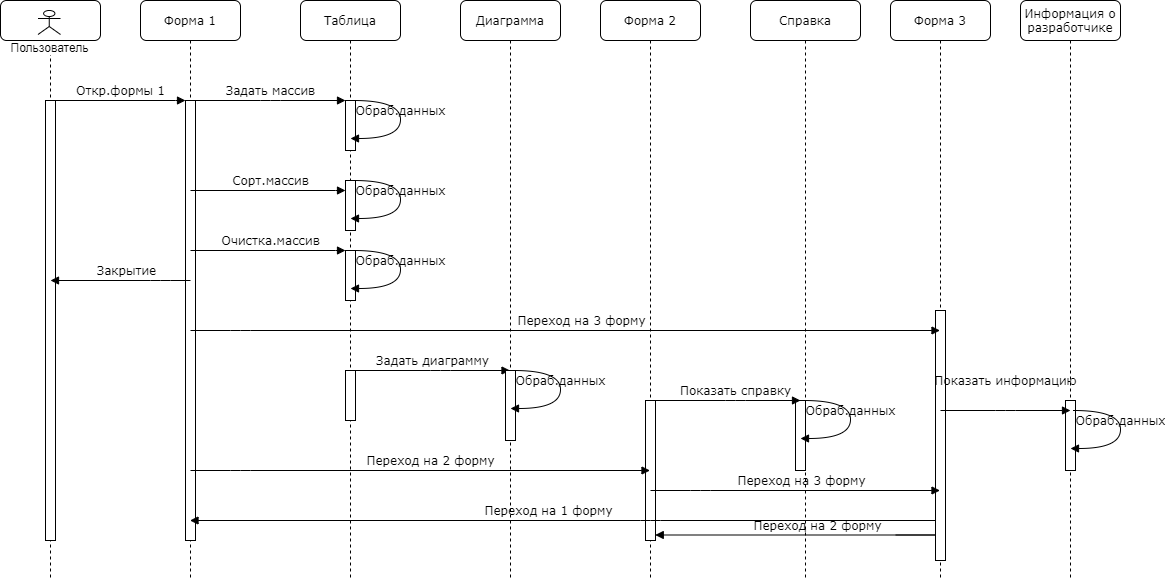 Пользователь
Форма 1
Таблица
Диаграмма
Форма 2
Справка
Форма 3
Информация о
разработчике
Откр.формы 1
Задать массив
Обраб.данных
Сорт.массив
Обраб.данных
Очистка.массив
Обраб.данных
Закрытие
Переход на 3 форму
Задать диаграмму
Обраб.данных
Показать справку
Показать информацию
Обраб.данных
Обраб.данных
Переход на 2 форму
Переход на 3 форму
Переход на 1 форму
Переход на 2 форму